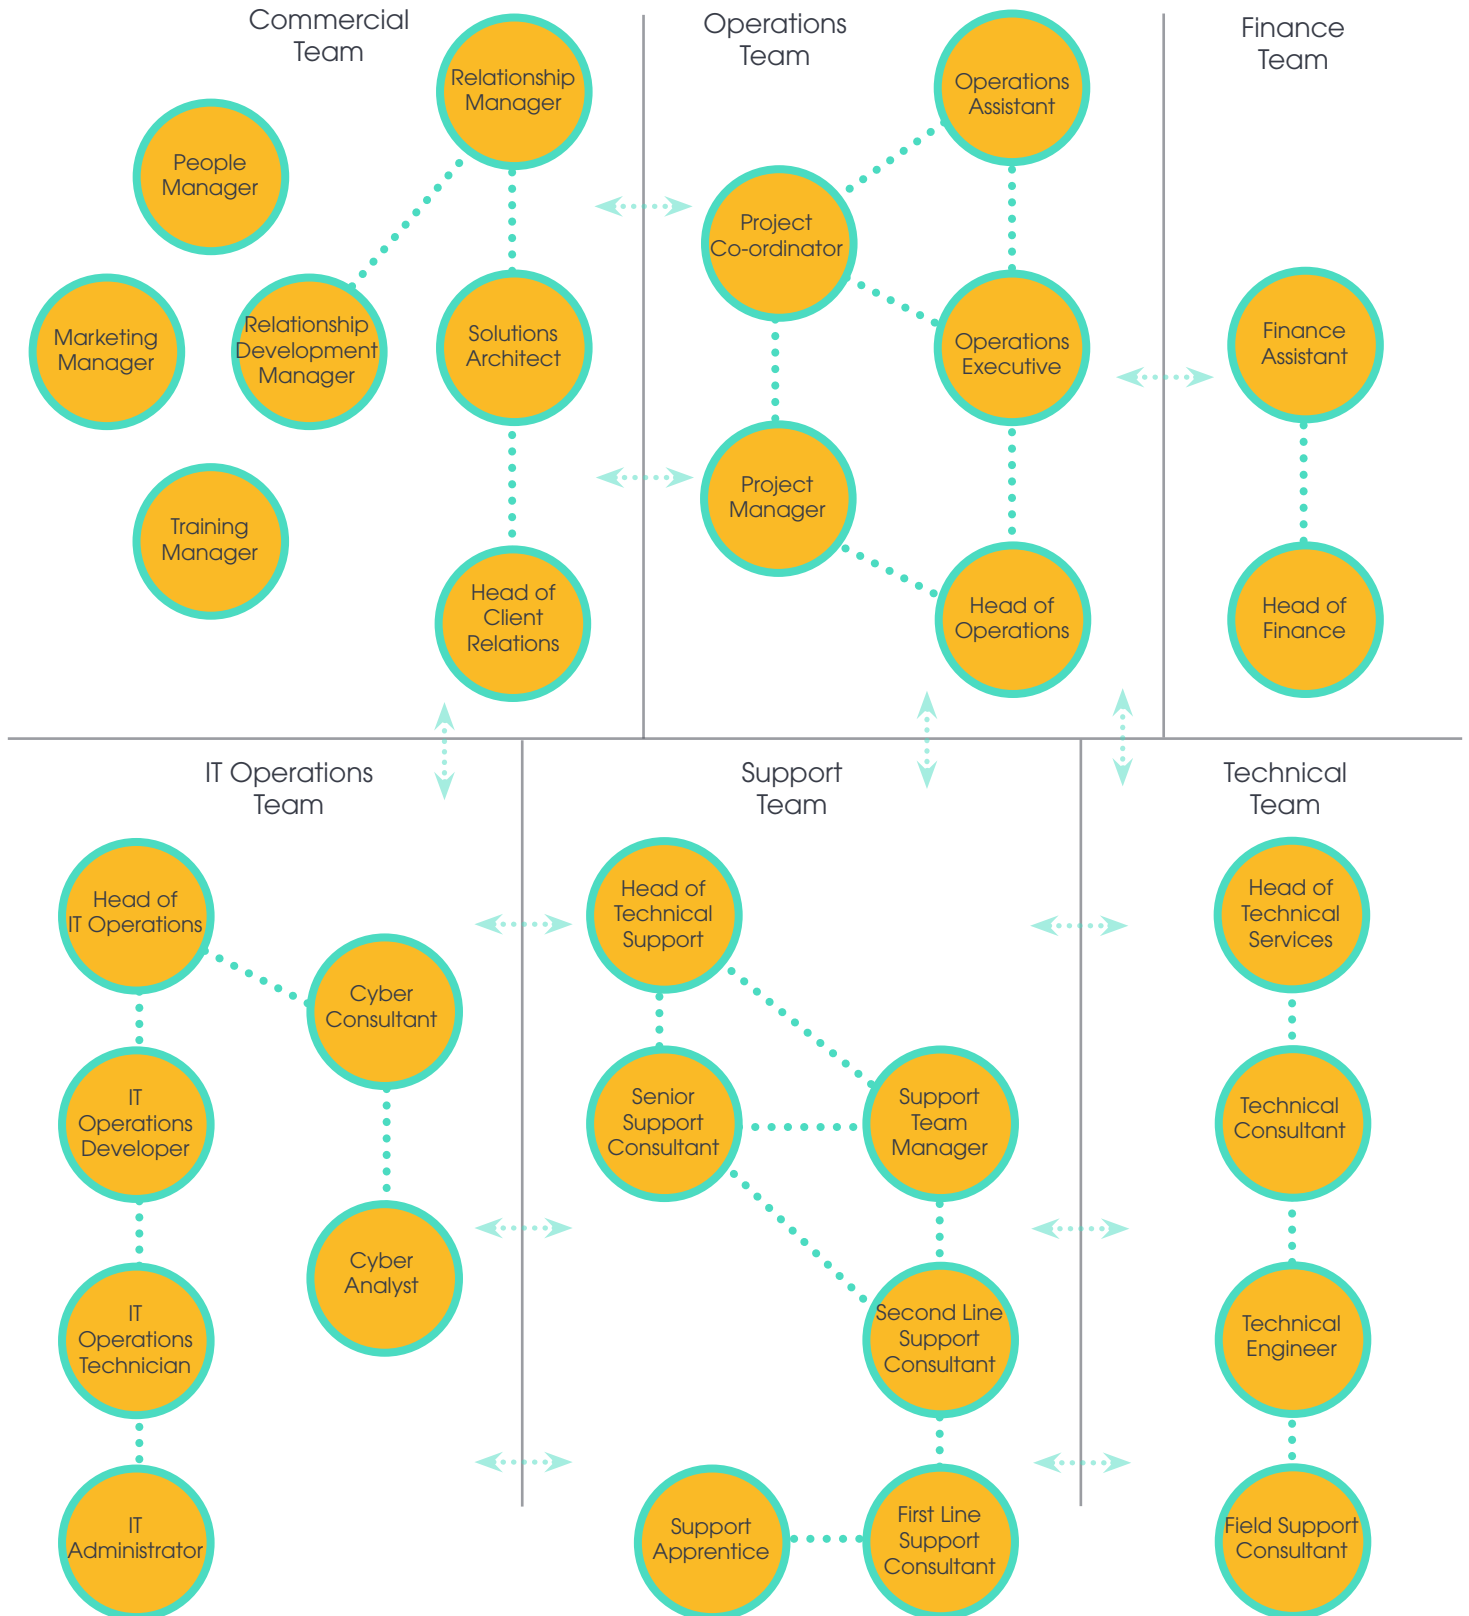 Commercial
Team
Relationship
Manager
People
Manager
Marketing
Manager
Relationship
Development
Manager
Solutions
Architect
Training
Manager
Head of
Client
Relations
Operations
Team
Operations
Assistant
Project
Co-ordinator
Operations
Executive
Project
Manager
Head of
Operations
Finance
Team
Finance
Assistant
Head of
Finance
IT Operations
Team
Head of
IT Operations
Cyber
Consultant
IT
Operations
Developer
Cyber
Analyst
IT
Operations
Technician
IT
Administrator
Support
Team
Head of
Technical
Support
Senior
Support
Consultant
Support
Team
Manager
Second Line
Support
Consultant
Support
Apprentice
First Line
Support
Consultant
Technical
Team
Head of
Technical
Services
Technical
Consultant
Technical
Engineer
Field Support
Consultant